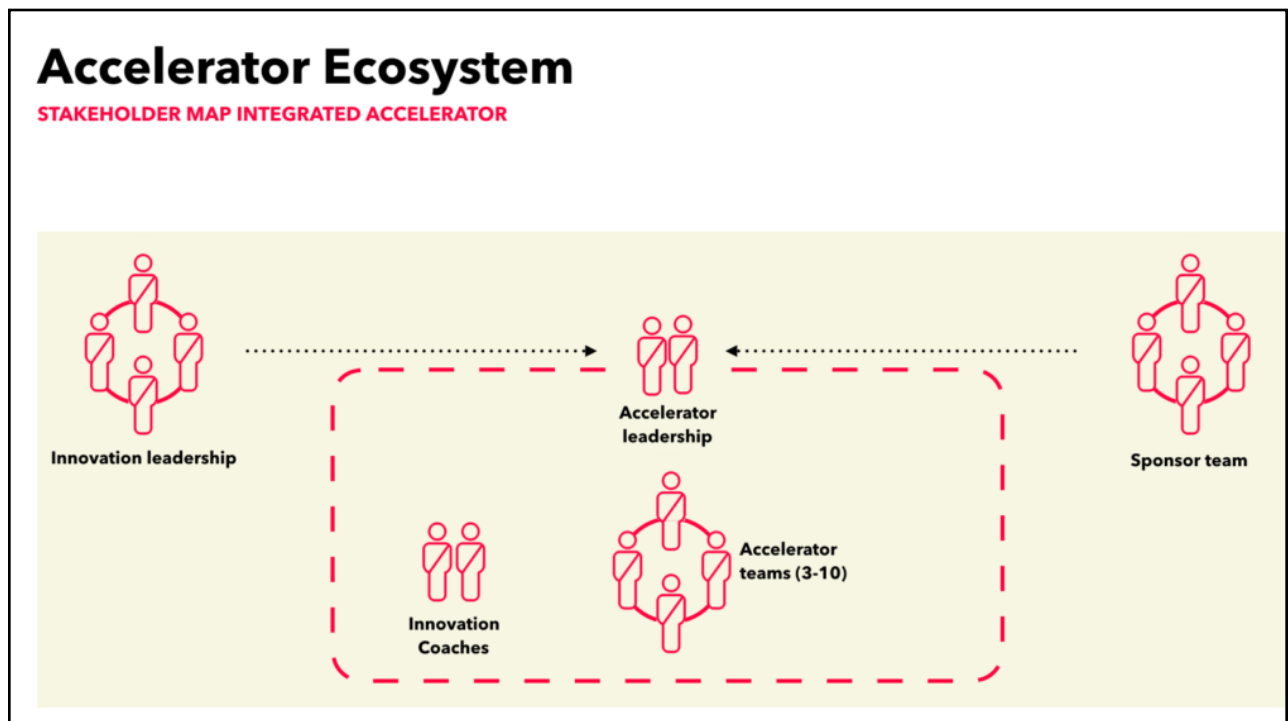 Accelerator Ecosystem
STAKEHOLDER MAP INTEGRATED ACCELERATOR
Accelerator
leadership
Innovation leadership
Sponsor team
Accelerator
teams (3-10)
Innovation
Coaches